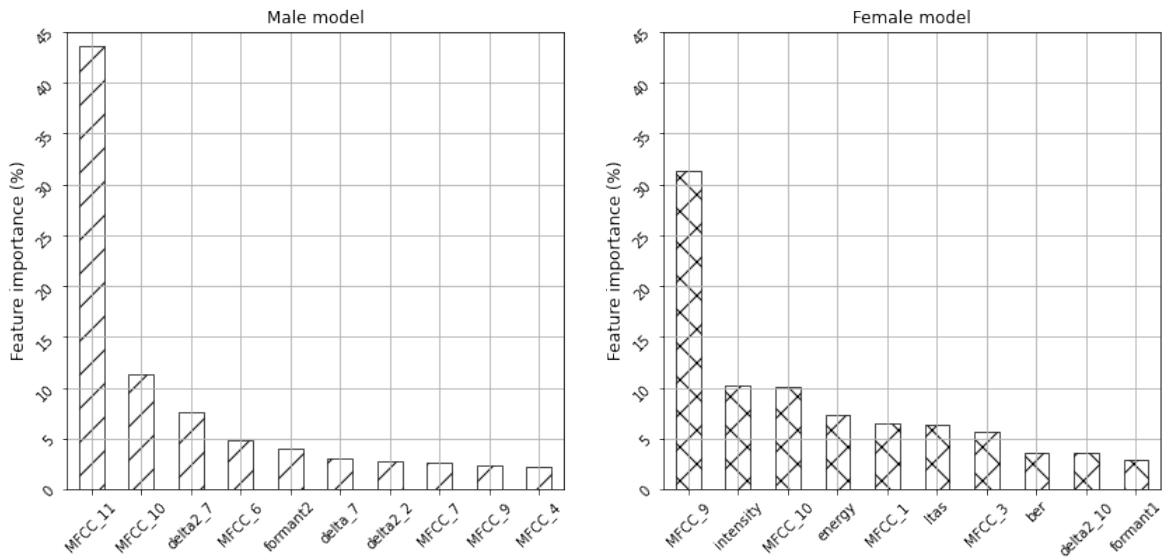 Male model
Feature importance (%)
45
40
35
30
25
20
15
10
5
0
MFCC_11
MFCC_10
delta2_7
MFCC_6
formant2
delta_7
delta2_2
MFCC_7
MFCC_9
MFCC_4
Female model
Feature importance (%)
45
40
35
30
25
20
15
10
5
0
MFCC_9
intensity
MFCC_10
energy
MFCC_1
ltas
MFCC_3
ber
delta2_10
formant1